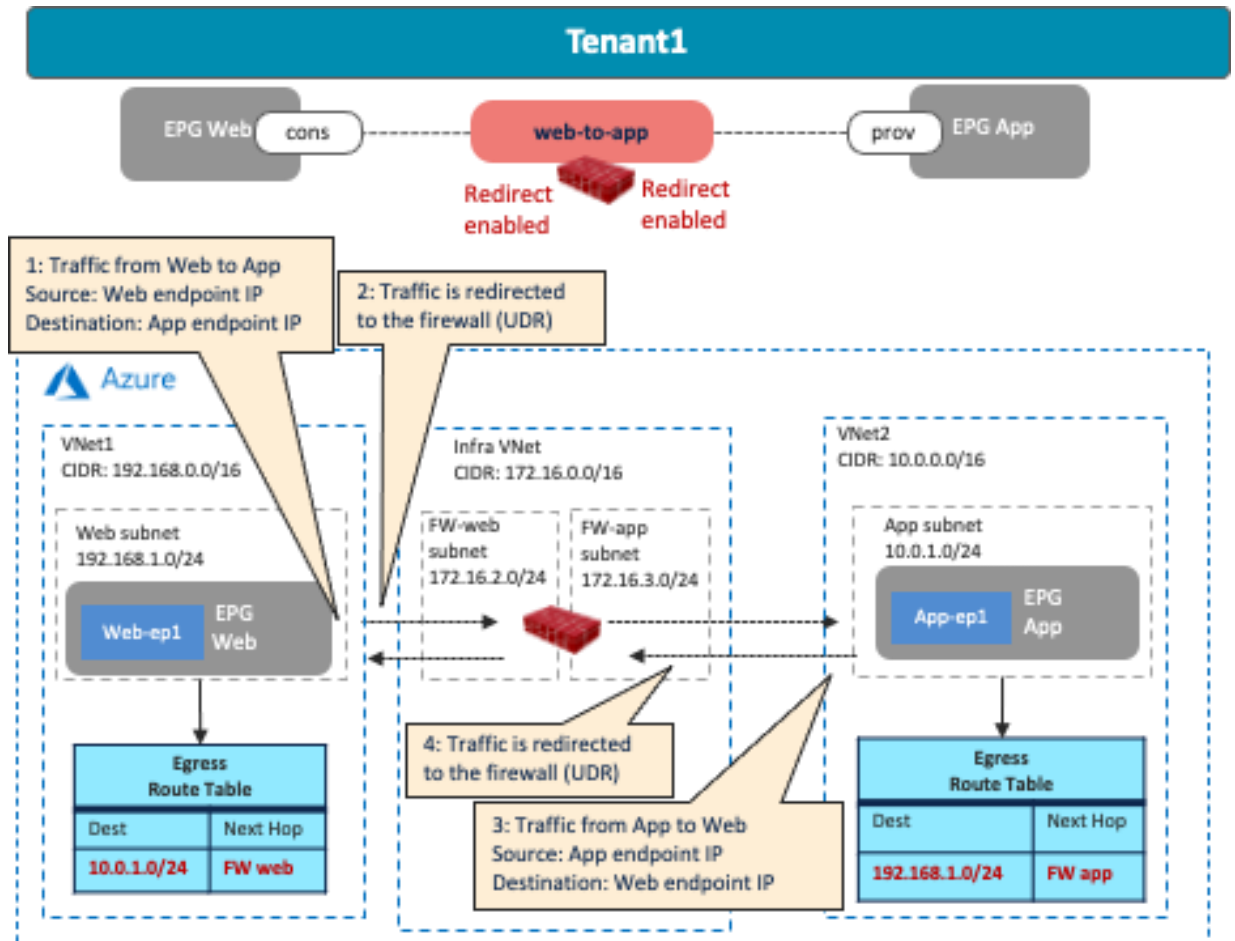 Tenant1
EPG Web
cons
web-to-app
prov
EPG App
Redirect
enabled
Redirect
enabled
1: Traffic from Web to App
Source: Web endpoint IP
Destination: App endpoint IP
2: Traffic is redirected
to the firewall (UDR)
Azure
VNet1
CIDR: 192.168.0.0/16
Web subnet
192.168.1.0/24
Web-ep1
EPG
Web
Infra VNet
CIDR: 172.16.0.0/16
FW-web
subnet
172.16.2.0/24
FW-app
subnet
172.16.3.0/24
VNet2
CIDR: 10.0.0.0/16
App subnet
10.0.1.0/24
App-ep1
EPG
App
4: Traffic is redirected
to the firewall (UDR)
3: Traffic from App to Web
Source: App endpoint IP
Destination: Web endpoint IP
Egress
Route Table
Dest
Next Hop
10.0.1.0/24
FW web
Egress
Route Table
Dest
Next Hop
192.168.1.0/24
FW app